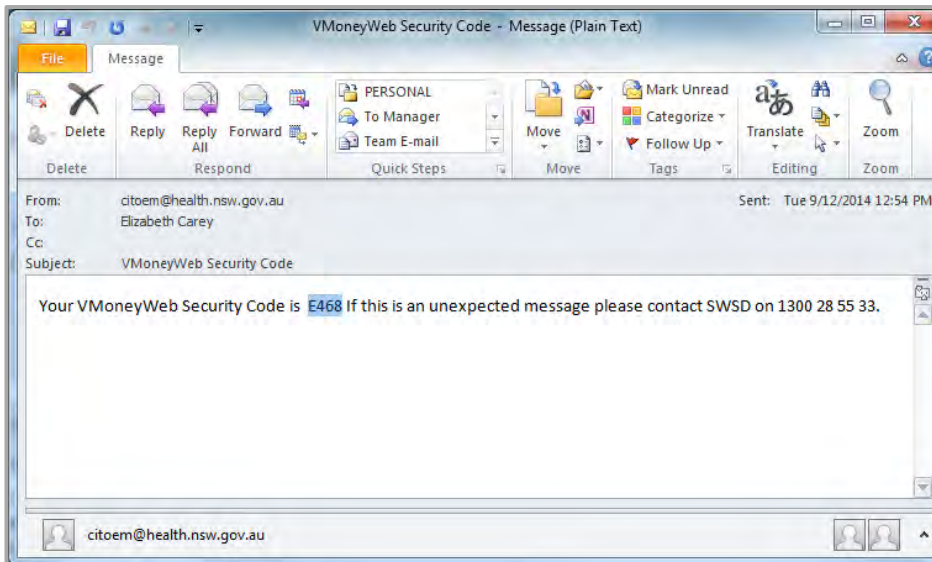 VMoneyWeb Security Code - Message (Plain Text)
File Message
Delete
Reply
Reply All
Forward
PERSONAL
To Manager
Team E-mail
Move
Mark Unread
Categorize
Follow Up
Translate
Zoom
Delete Respond Quick Steps Move Tags Editing Zoom
From: citoem@health.nsw.gov.au Sent: Tue 9/12/2014 12:54 PM
To: Elizabeth Carey
Cc:
Subject: VMoneyWeb Security Code
Your VMoneyWeb Security Code is E468 If this is an unexpected message please contact SWSD on 1300 28 55 33.
citoem@health.nsw.gov.au